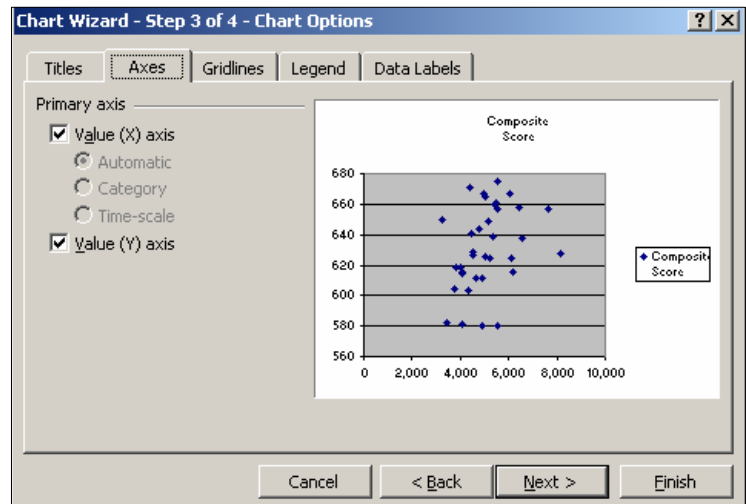 Chart Wizard - Step 3 of 4 - Chart Options
Titles
Axes
Gridlines
Legend
Data Labels
Primary axis
Value (X) axis
Automatic
Category
Time-scale
Value (Y) axis
Composite
Score
680
660
640
620
600
580
560
0
2,000
4,000
6,000
8,000
10,000
Composit
Score
Cancel
< Back
Next >
Finish